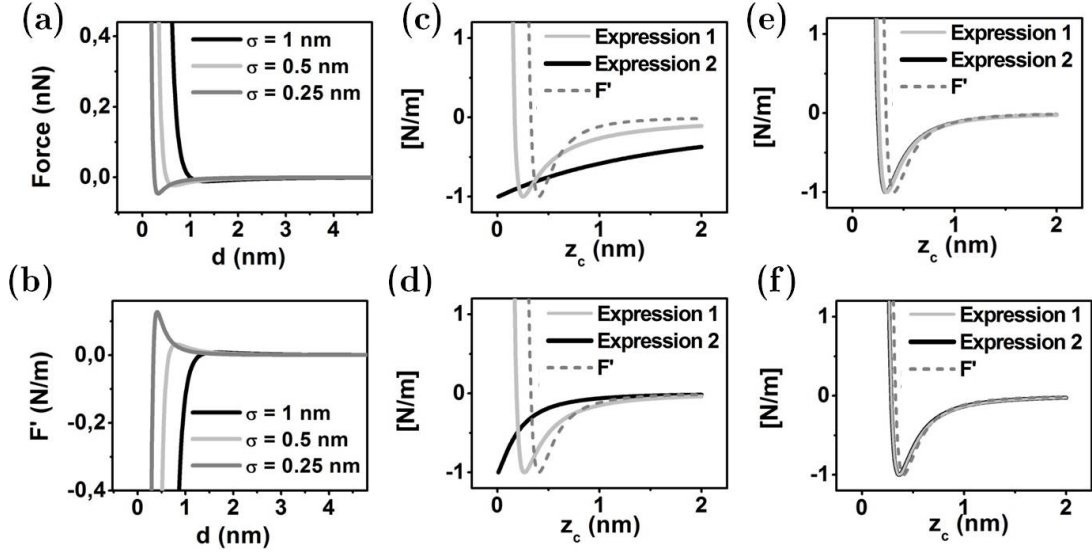 (a)
Force (nN)
0,4
0,2
0,0
σ = 1 nm
σ = 0.5 nm
σ = 0.25 nm
0 1 2 3 4
d (nm)
(c)
[N/m]
1
0
-1
Expression 1
Expression 2
F'
0 1 2
z_c (nm)
(e)
[N/m]
1
0
-1
Expression 1
Expression 2
F'
0 1 2
z_c (nm)
(b)
F' (N/m)
0,0
-0,2
-0,4
σ = 1 nm
σ = 0.5 nm
σ = 0.25 nm
0 1 2 3 4
d (nm)
(d)
[N/m]
1
0
-1
Expression 1
Expression 2
F'
0 1 2
z_c (nm)
(f)
[N/m]
1
0
-1
Expression 1
Expression 2
F'
0 1 2
z_c (nm)